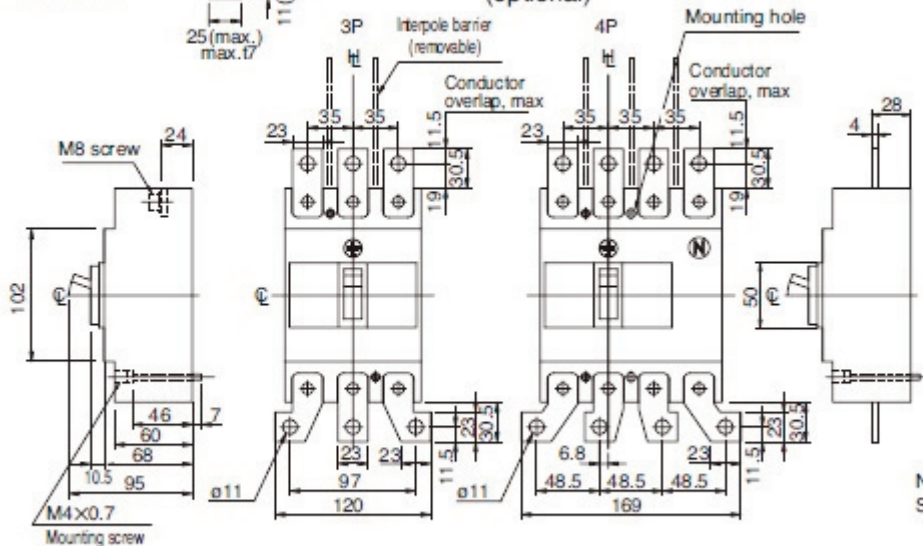 (optional)
11(
25(max.)
max.t7
3P
Interpole barrier
(removable)
4P
Mounting hole
℄
℄
Conductor
overlap, max
Conductor
overlap, max
28
4
35
35
35
35
35
11.5
11.5
24
23
23
M8 screw
30.5
30.5
19
19
N
102
℄
℄
50
℄
46
7
60
68
10.5
95
M4×0.7
Mounting screw
23
23
97
120
ø11
11.5
23
30.5
6.8
23
48.5
48.5
48.5
169
ø11
11.5
23
30.5
N
S